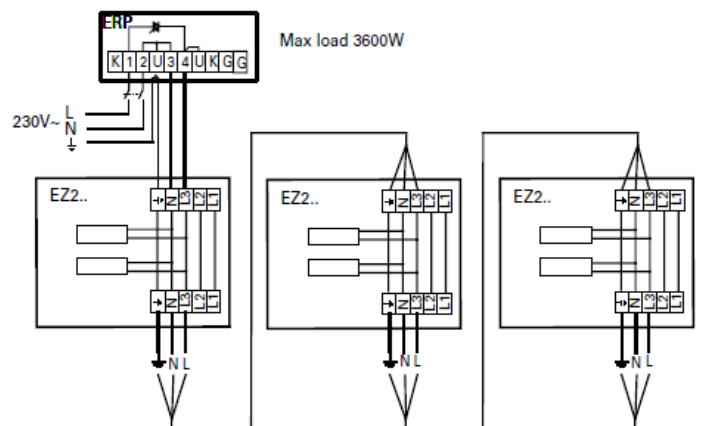 ERP
Max load 3600W
K 1 2 U 3 4 U K G G
230V~ L
N
EZ2.. EZ2.. EZ2..
N L3 L2 L1 N L3 L2 L1 N L3 L2 L1
N L3 L2 L1 N L3 L2 L1 N L3 L2 L1
N L N L N L